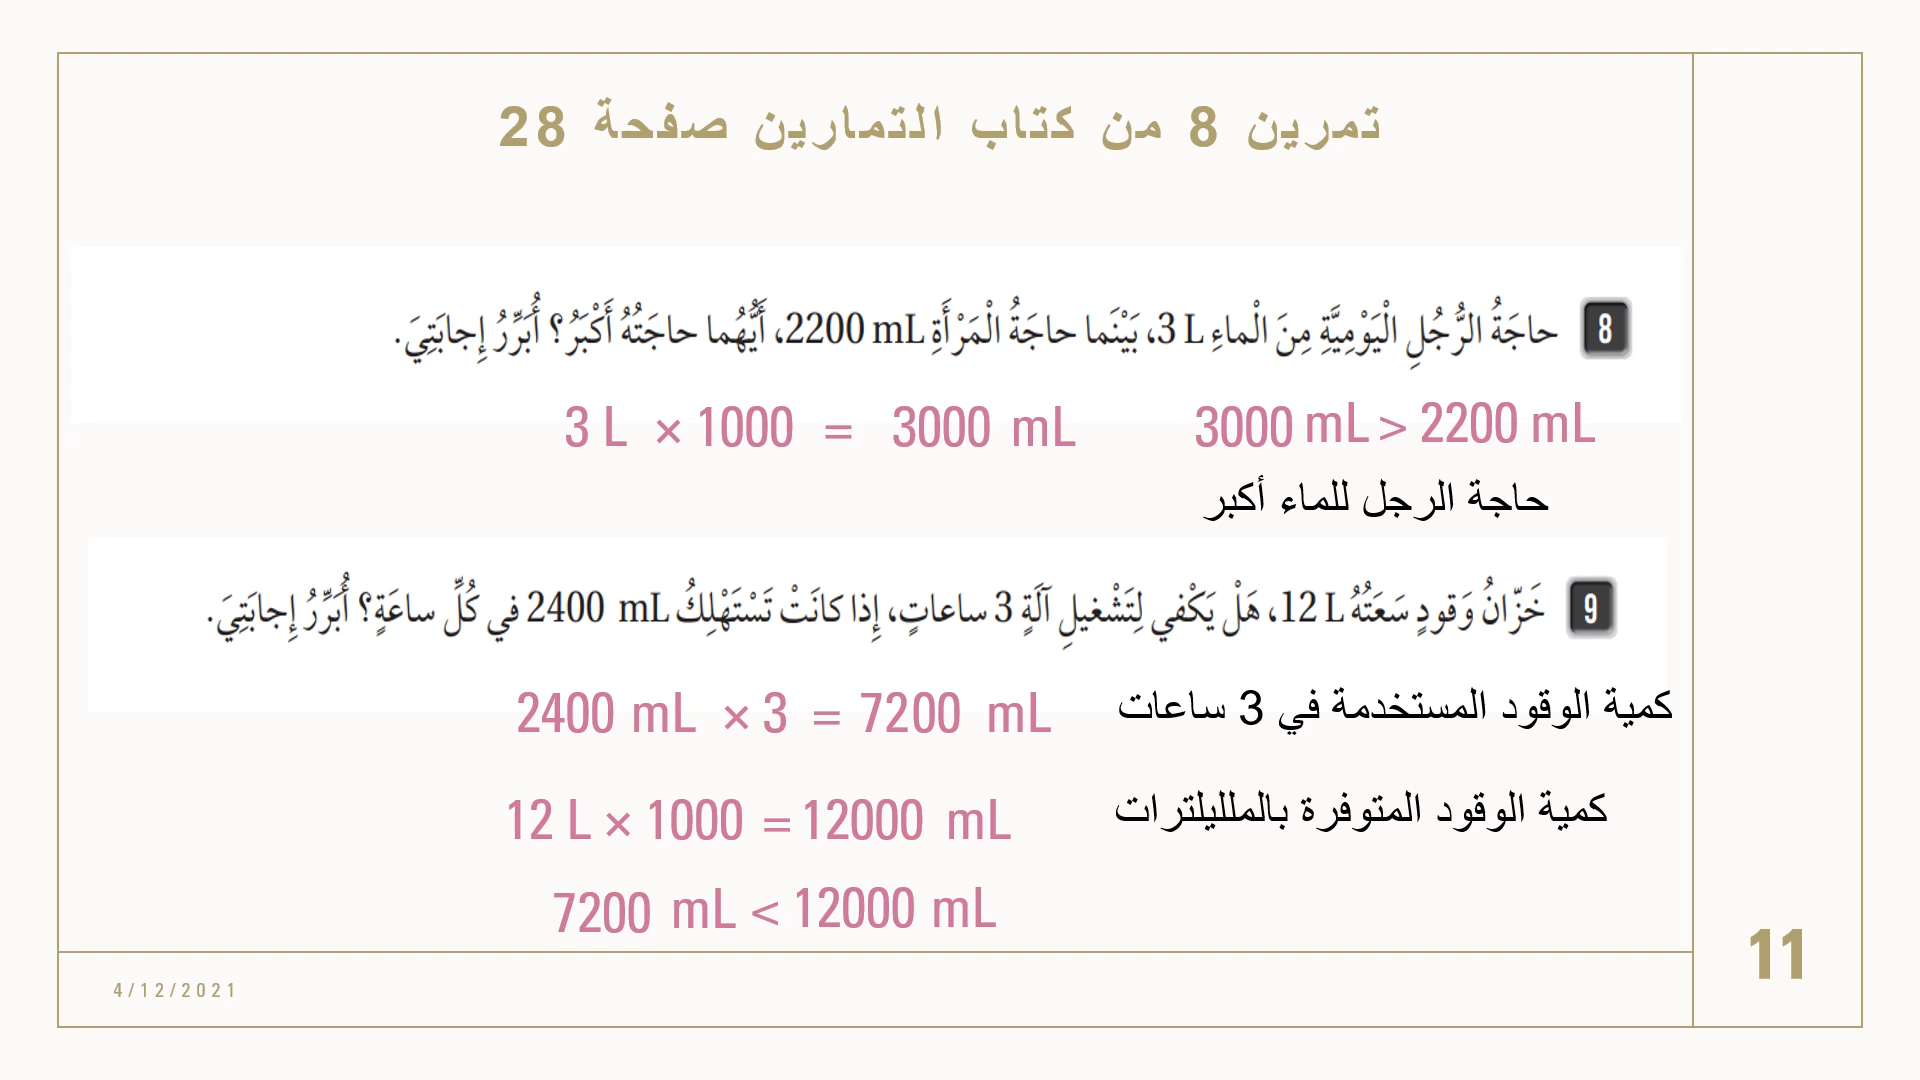 تمرين 8 من كتاب التمارين صفحة 28
8 حاجَةُ الرَّجُلِ الْيَوْمِيَّةِ مِنَ الْماءِ 3 L، بَيْنَما حاجَةُ الْمَرْأَةِ 2200 mL، أَيُّهُما حاجَتُهُ أَكْبَرُ؟ أُبَرِّرُ إِجابَتِيَ.
3 L × 1000 = 3000 mL 3000 mL > 2200 mL
حاجة الرجل للماء أكبر
9 خَزّانُ وَقودٍ سَعَتُهُ 12 L، هَلْ يَكْفي لِتَشْغيلِ آلَةٍ 3 ساعاتٍ، إِذا كانَتْ تَسْتَهْلِكُ 2400 mL في كُلِّ ساعَةٍ؟ أُبَرِّرُ إِجابَتِيَ.
كمية الوقود المستخدمة في 3 ساعات 2400 mL × 3 = 7200 mL
كمية الوقود المتوفرة بالملليلترات 12 L × 1000 = 12000 mL
7200 mL < 12000 mL
4/12/2021
11